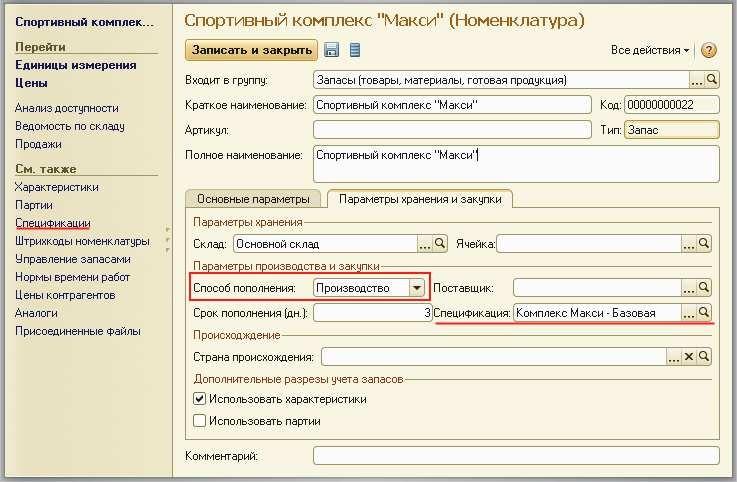 Спортивный комплек...
Перейти
Единицы измерения
Цены
Анализ доступности
Ведомость по складу
Продажи
См. также
Характеристики
Партии
Спецификации
Штрихкоды номенклатуры
Управление запасами
Нормы времени работ
Цены контрагентов
Аналоги
Присоединенные файлы
Спортивный комплекс "Макси" (Номенклатура)
Записать и закрыть Все действия ?
Входит в группу: Запасы (товары, материалы, готовая продукция) ...
Краткое наименование: Спортивный комплекс "Макси" Код: 00000000022
Артикул: Тип: Запас
Полное наименование: Спортивный комплекс "Макси"
Основные параметры Параметры хранения и закупки
Параметры хранения
Склад: Основной склад ... Ячейка: ...
Параметры производства и закупки
Способ пополнения: Производство Поставщик: ...
Срок пополнения (дн.): 3 Спецификация: Комплекс Макси - Базовая ...
Происхождение
Страна происхождения: ... ×
Дополнительные разрезы учета запасов
Использовать характеристики
Использовать партии
Комментарий: